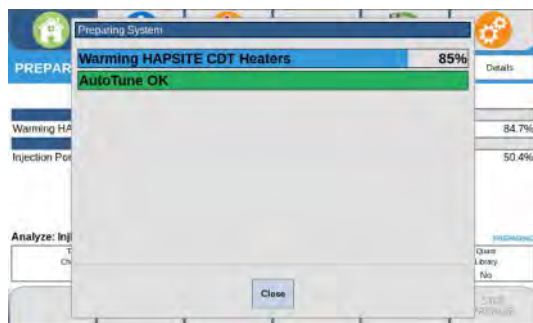 Preparing System
PREPAR
Warming HAPSITE CDT Heaters 85%
Details
AutoTune OK
Warming HA 84.7%
Injection Por 50.4%
Analyze: Inj
Quant
Library
No
Close